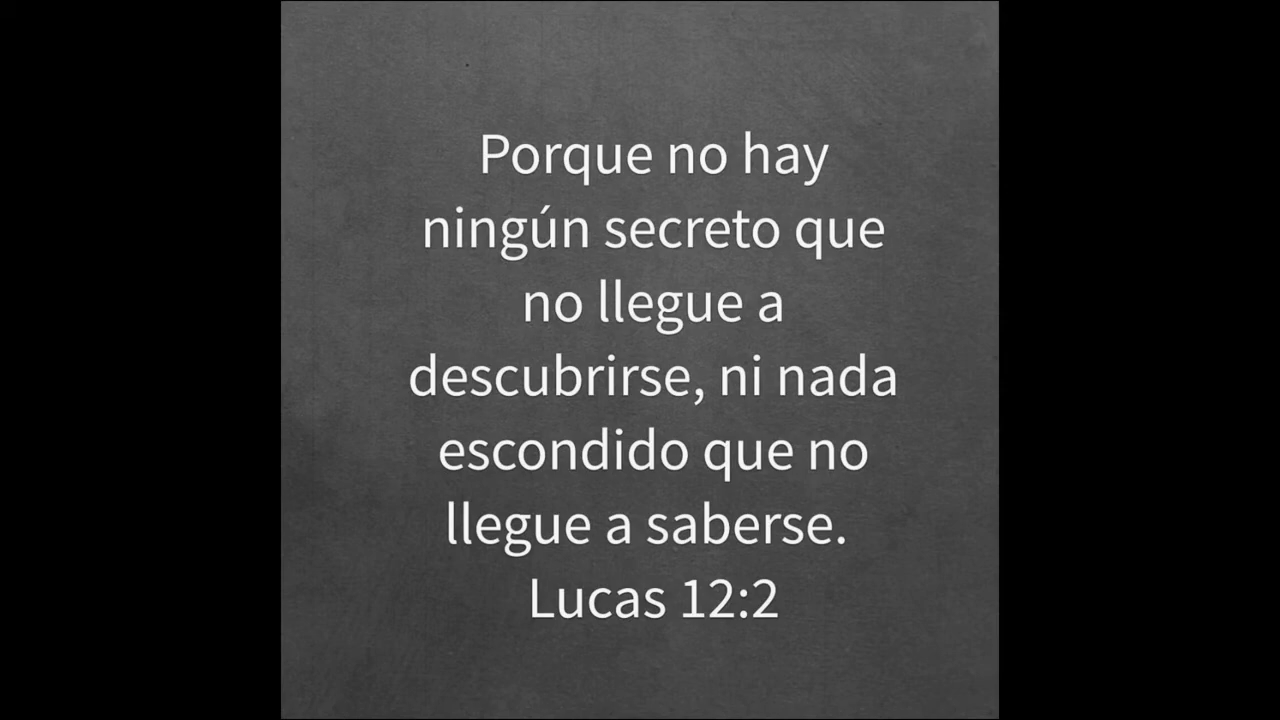 Porque no hay
ningún secreto que
no llegue a
descubrirse, ni nada
escondido que no
llegue a saberse.
Lucas 12:2